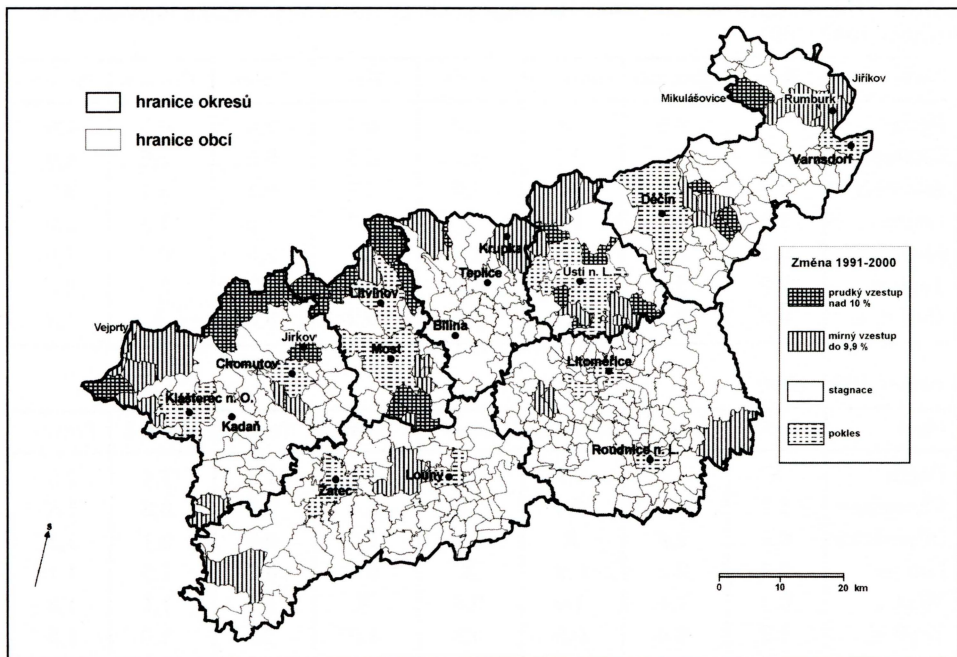 hranice okresů
hranice obcí
Jiříkov
Mikulášovice
Rumburk
Varnsdorf
Děčín
Krupka
Teplice
Ústí n. L.
Litvínov
Bílina
Vejprty
Jirkov
Most
Chomutov
Litoměřice
Klášterec n. O.
Kadaň
Roudnice n. L.
Žatec
Louny
Změna 1991-2000
prudký vzestup
nad 10 %
mírný vzestup
do 9,9 %
stagnace
pokles
S
0 10 20 km